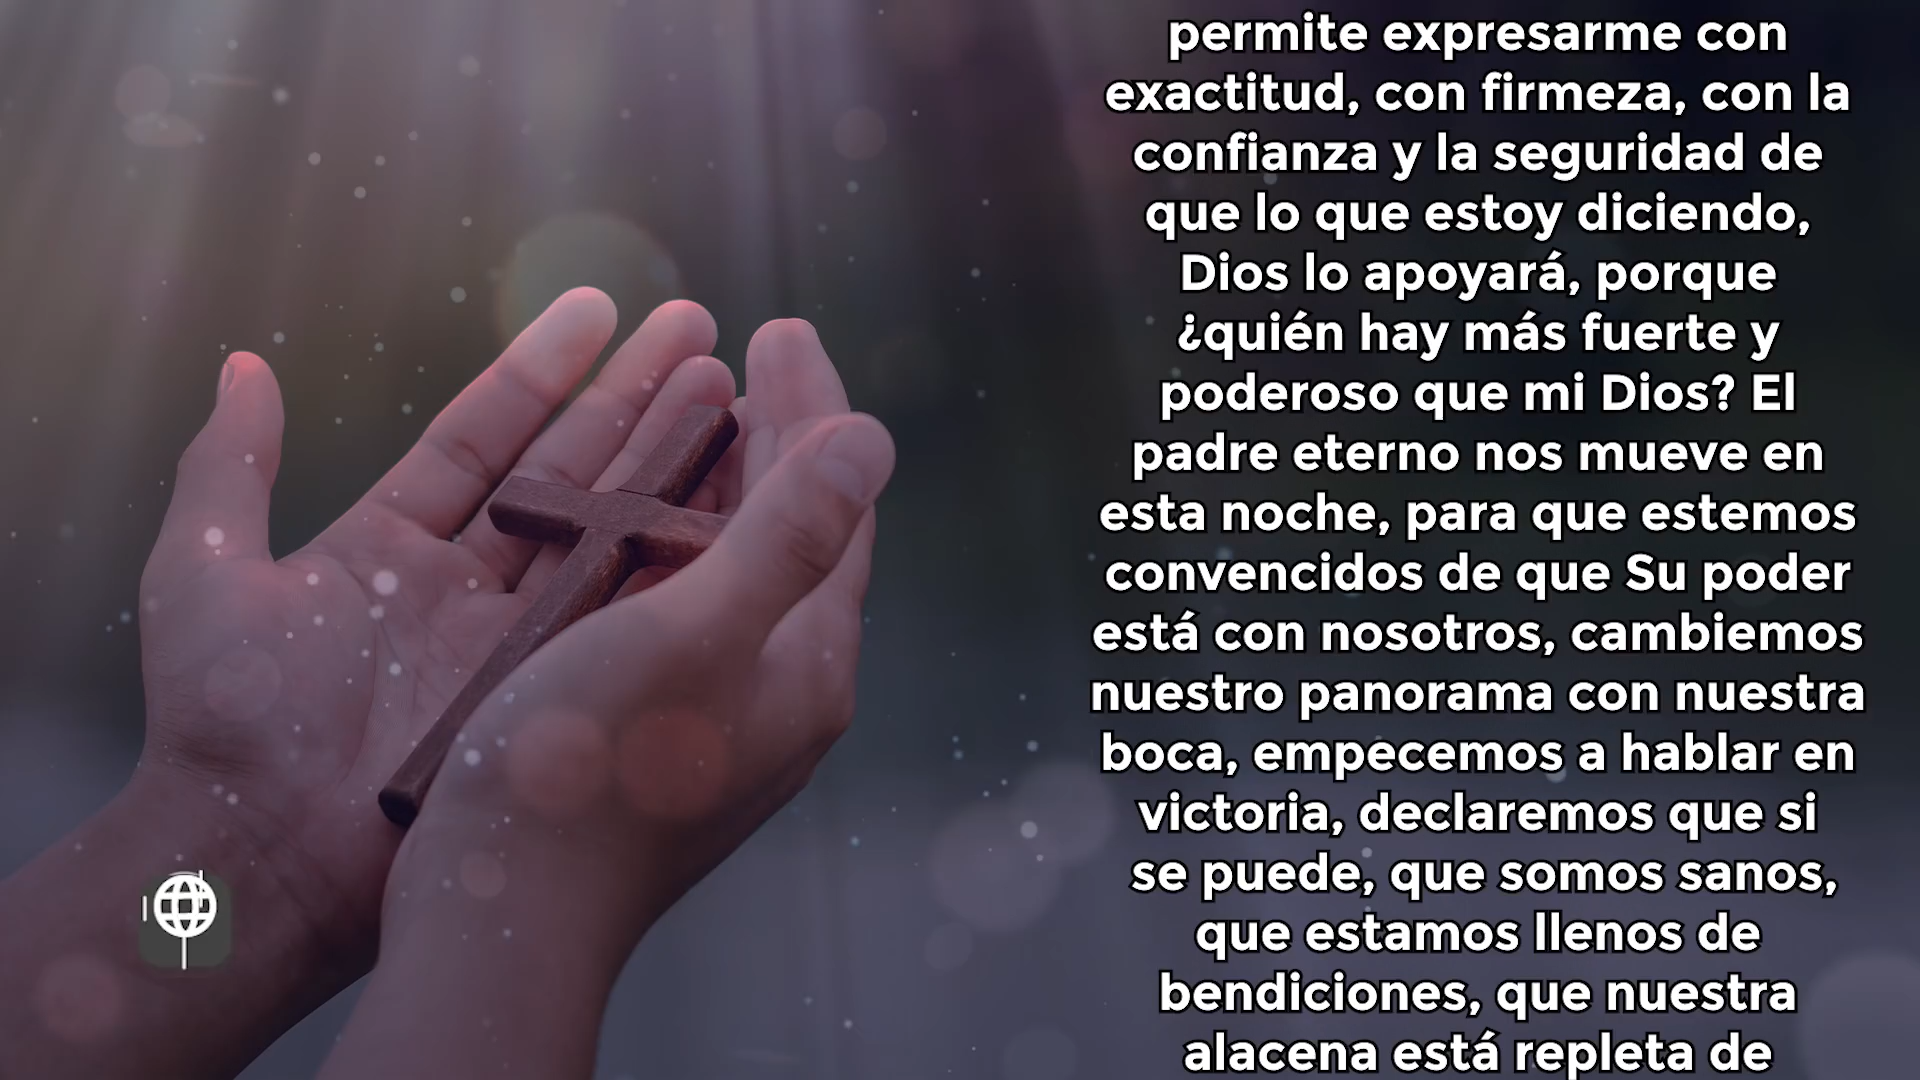 permite expresarme con
exactitud, con firmeza, con la
confianza y la seguridad de
que lo que estoy diciendo,
Dios lo apoyará, porque
¿quién hay más fuerte y
poderoso que mi Dios? El
padre eterno nos mueve en
esta noche, para que estemos
convencidos de que Su poder
está con nosotros, cambiemos
nuestro panorama con nuestra
boca, empecemos a hablar en
victoria, declaremos que si
se puede, que somos sanos,
que estamos llenos de
bendiciones, que nuestra
alacena está repleta de